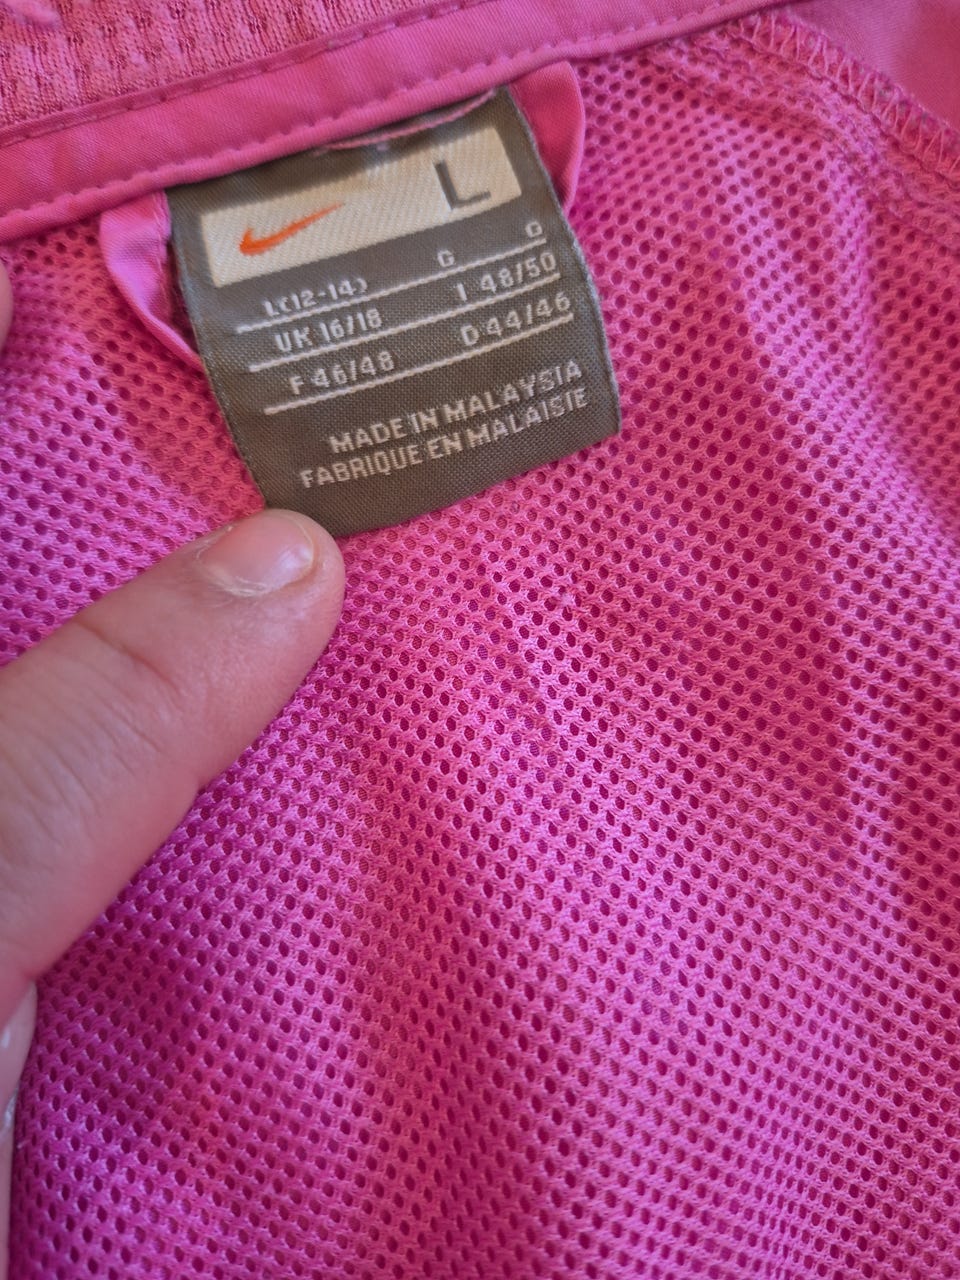 L
L(12-14) G G
UK 16/18 I 48/50
F 46/48 D 44/46
MADE IN MALAYSIA
FABRIQUE EN MALAISIE